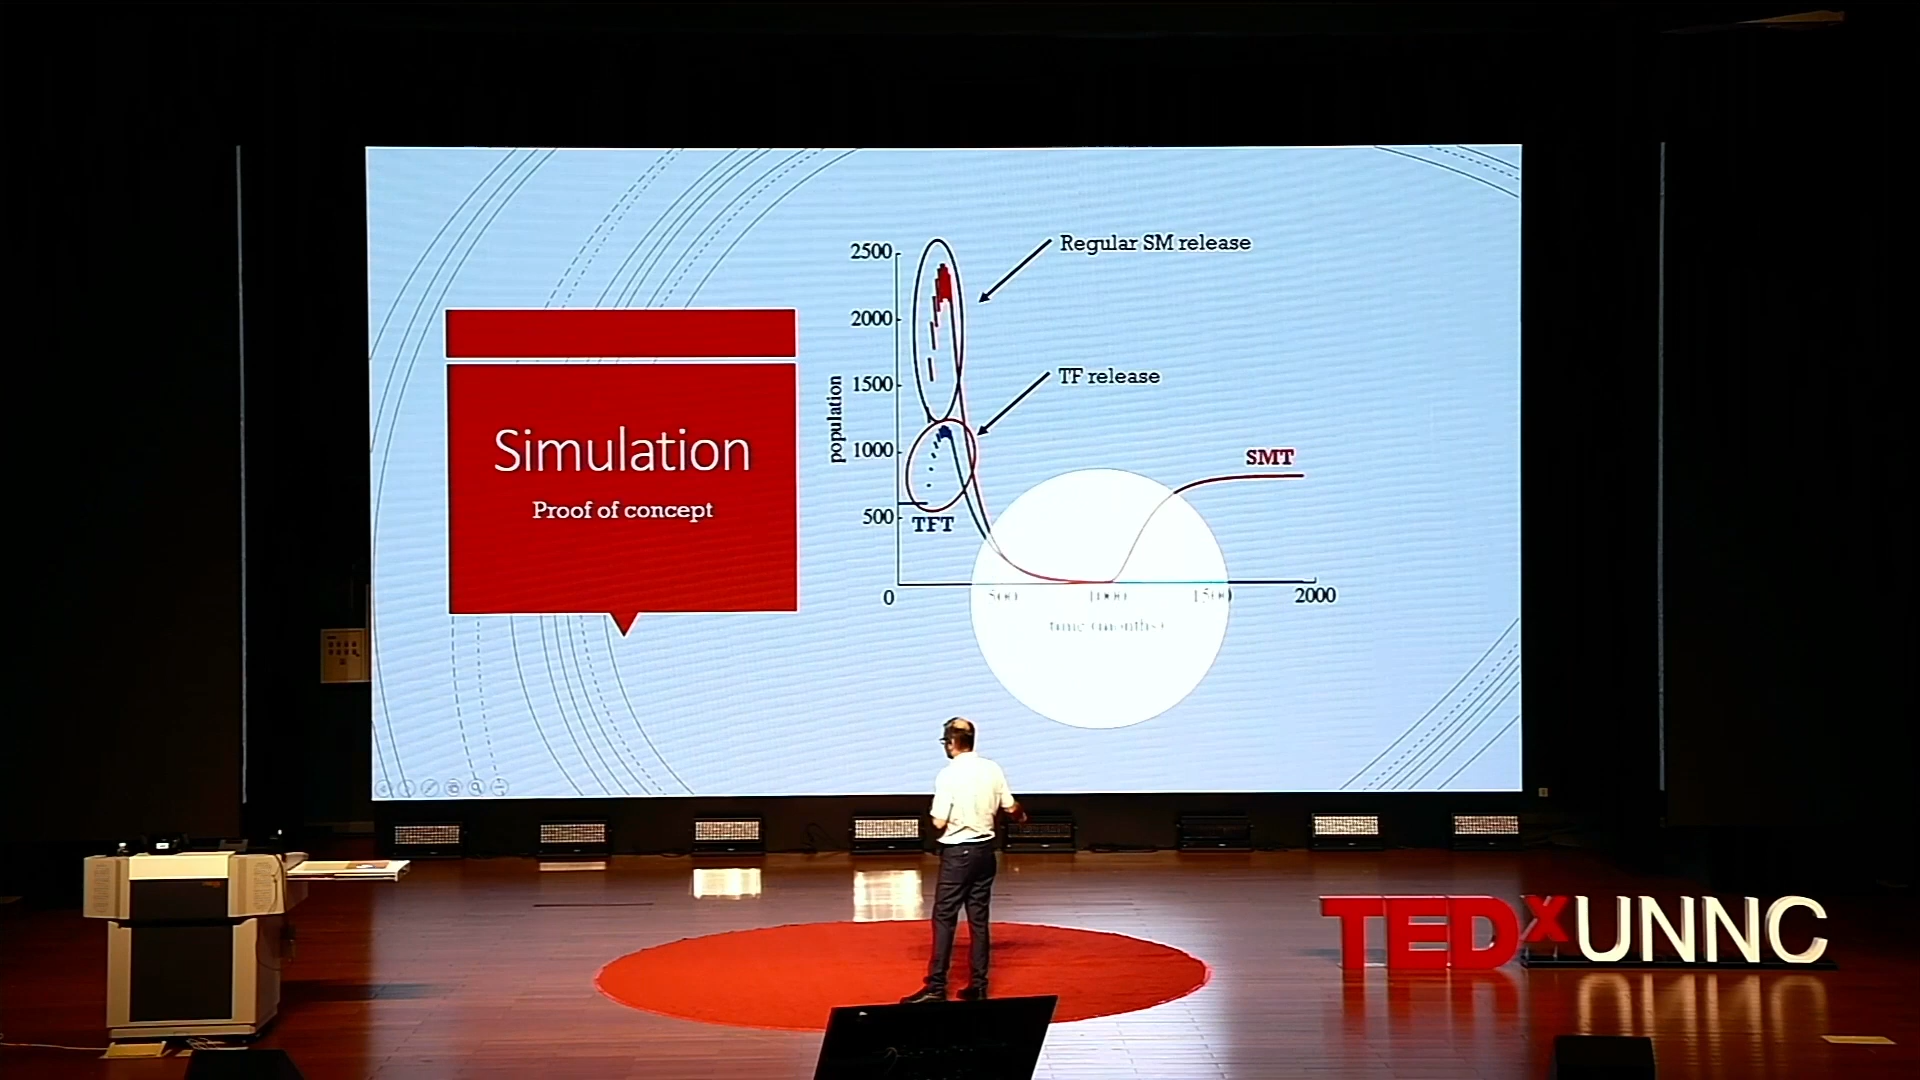 Simulation
Proof of concept
Regular SM release
TF release
SMT
TFT
population
2500
2000
1500
1000
500
0
500
1000
1500
2000
time (months)
TEDxUNNC